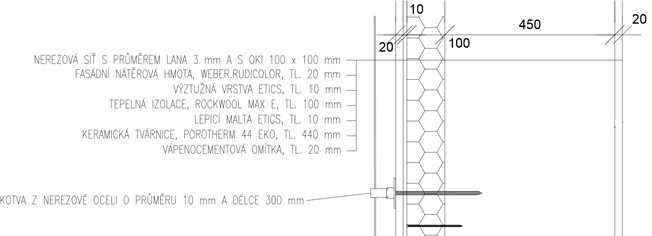 10
450
20
20
100
NEREZOVÁ SÍŤ S PRŮMĚREM LANA 3 mm A S OKI 100 x 100 mm
FASÁDNÍ NÁTĚROVÁ HMOTA, WEBER.RUDICOLOR, TL. 20 mm
VÝZTUŽNÁ VRSTVA ETICS, TL. 10 mm
TEPELNÁ IZOLACE, ROCKWOOL MAX E, TL. 100 mm
LEPÍCÍ MALTA ETICS, TL. 10 mm
KERAMICKÁ TVÁRNICE, POROTHERM 44 EKO, TL. 440 mm
VÁPENOCEMENTOVÁ OMÍTKA, TL. 20 mm
KOTVA Z NEREZOVÉ OCELI O PRŮMĚRU 10 mm A DÉLCE 300 mm